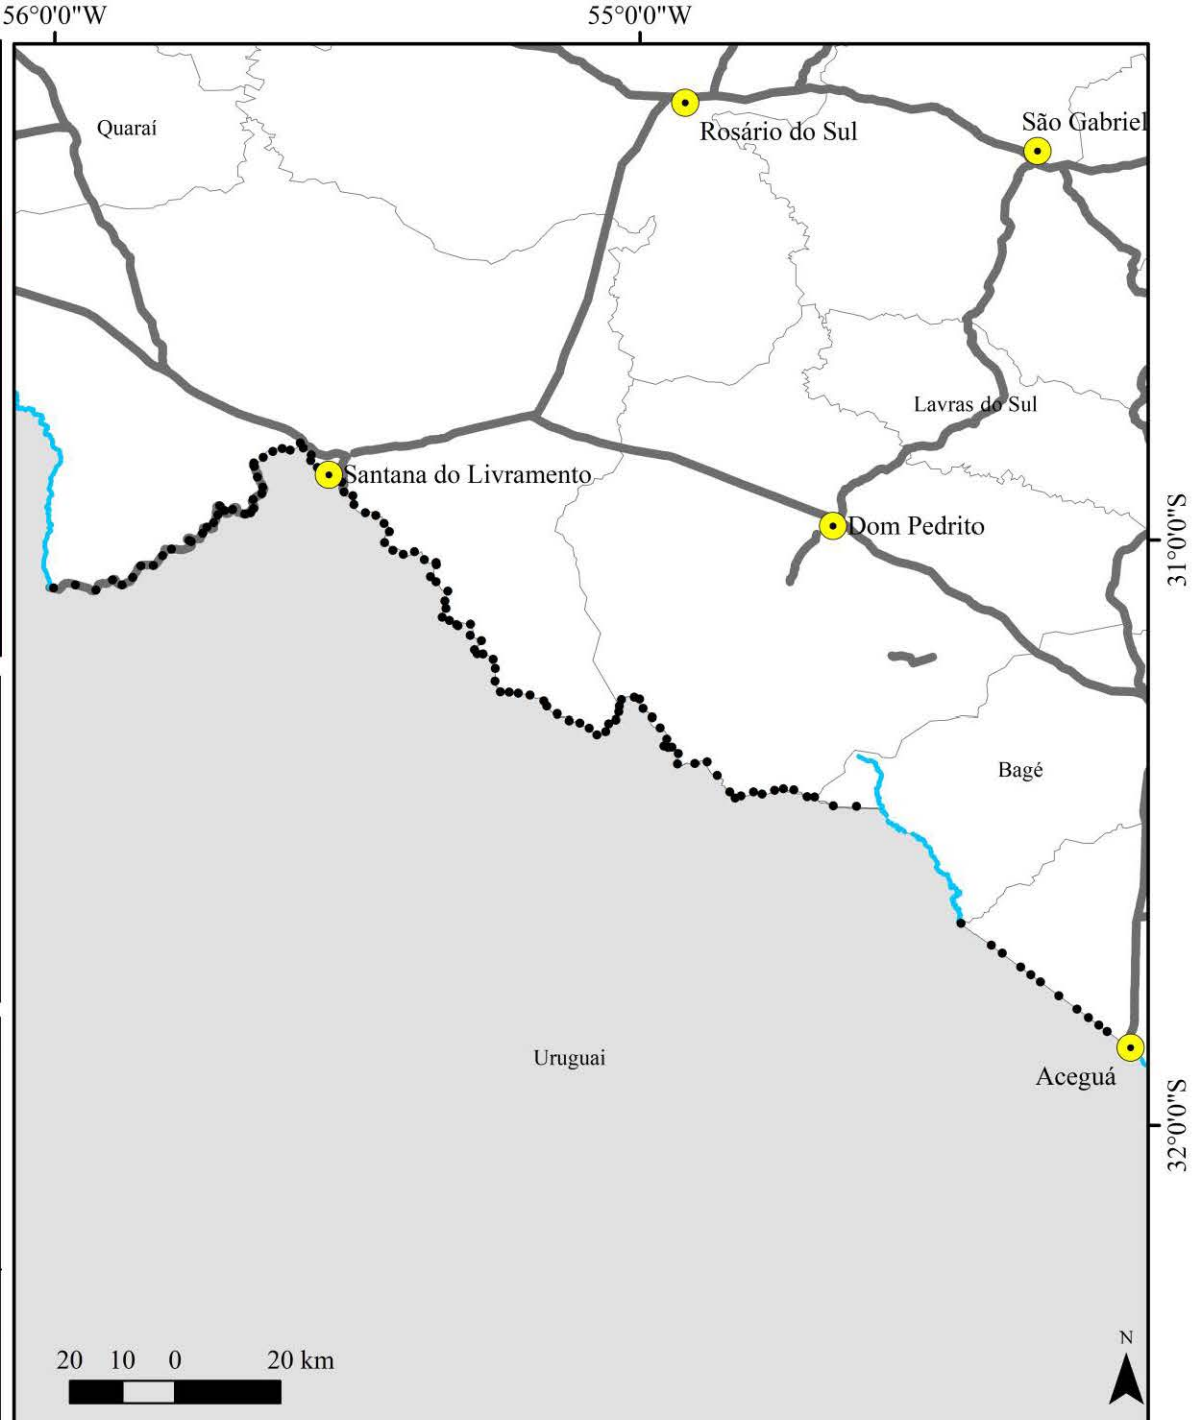 56°0'0"W
55°0'0"W
Quaraí
Rosário do Sul
São Gabriel
Lavras do Sul
Santana do Livramento
Dom Pedrito
31°0'0"S
Bagé
Uruguai
Aceguá
32°0'0"S
20 10 0 20 km
N